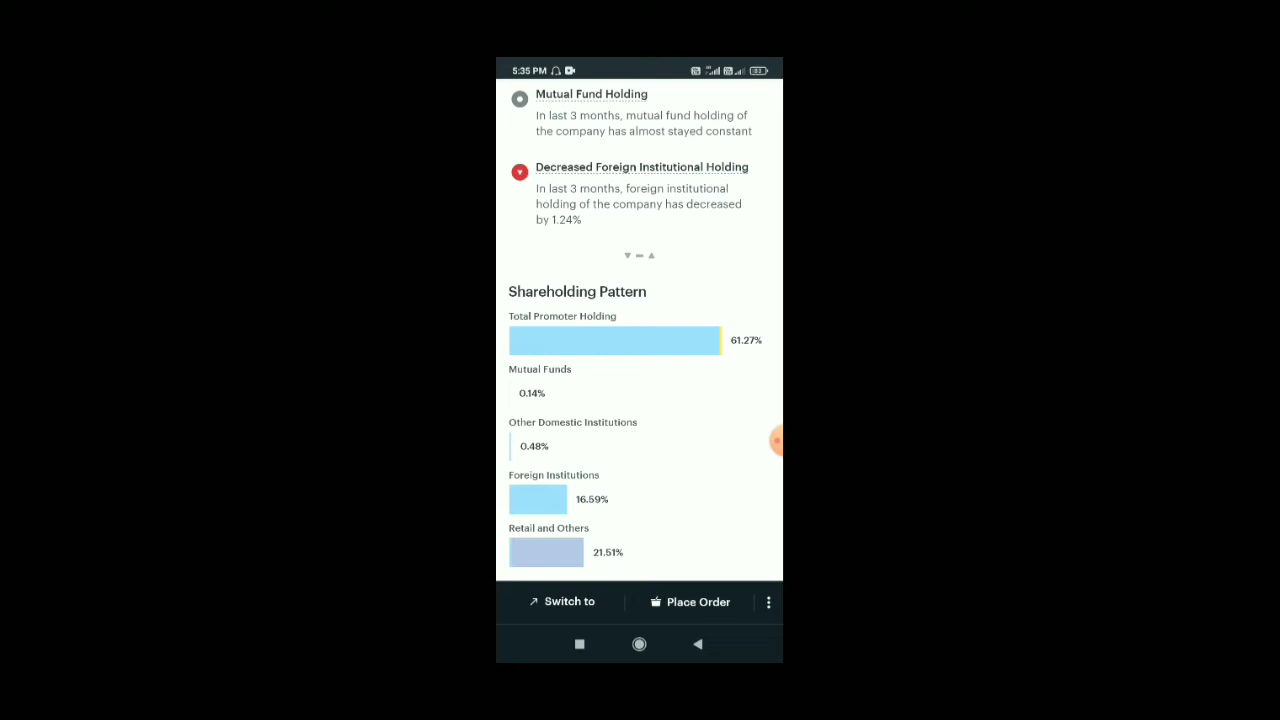 5:35 PM
Mutual Fund Holding
In last 3 months, mutual fund holding of
the company has almost stayed constant
Decreased Foreign Institutional Holding
In last 3 months, foreign institutional
holding of the company has decreased
by 1.24%
Shareholding Pattern
Total Promoter Holding
61.27%
Mutual Funds
0.14%
Other Domestic Institutions
0.48%
Foreign Institutions
16.59%
Retail and Others
21.51%
Switch to
Place Order